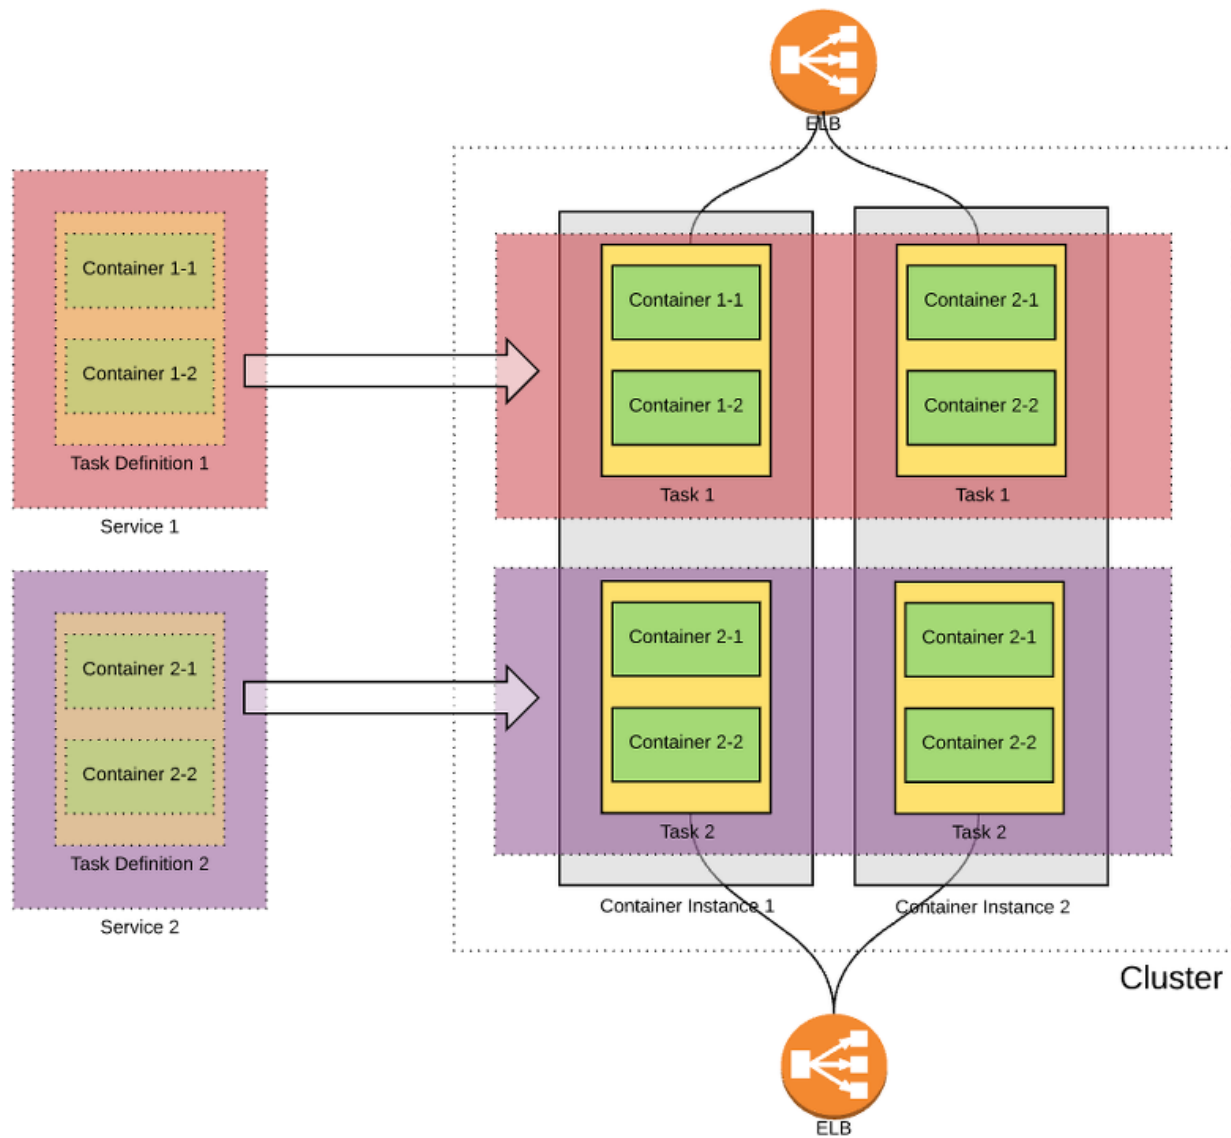 ELB
Container 1-1
Container 1-2
Task Definition 1
Service 1
Container 2-1
Container 2-2
Task Definition 2
Service 2
Container 1-1
Container 1-2
Task 1
Container 2-1
Container 2-2
Task 1
Container 2-1
Container 2-2
Task 2
Container 2-1
Container 2-2
Task 2
Container Instance 1
Container Instance 2
Cluster
ELB